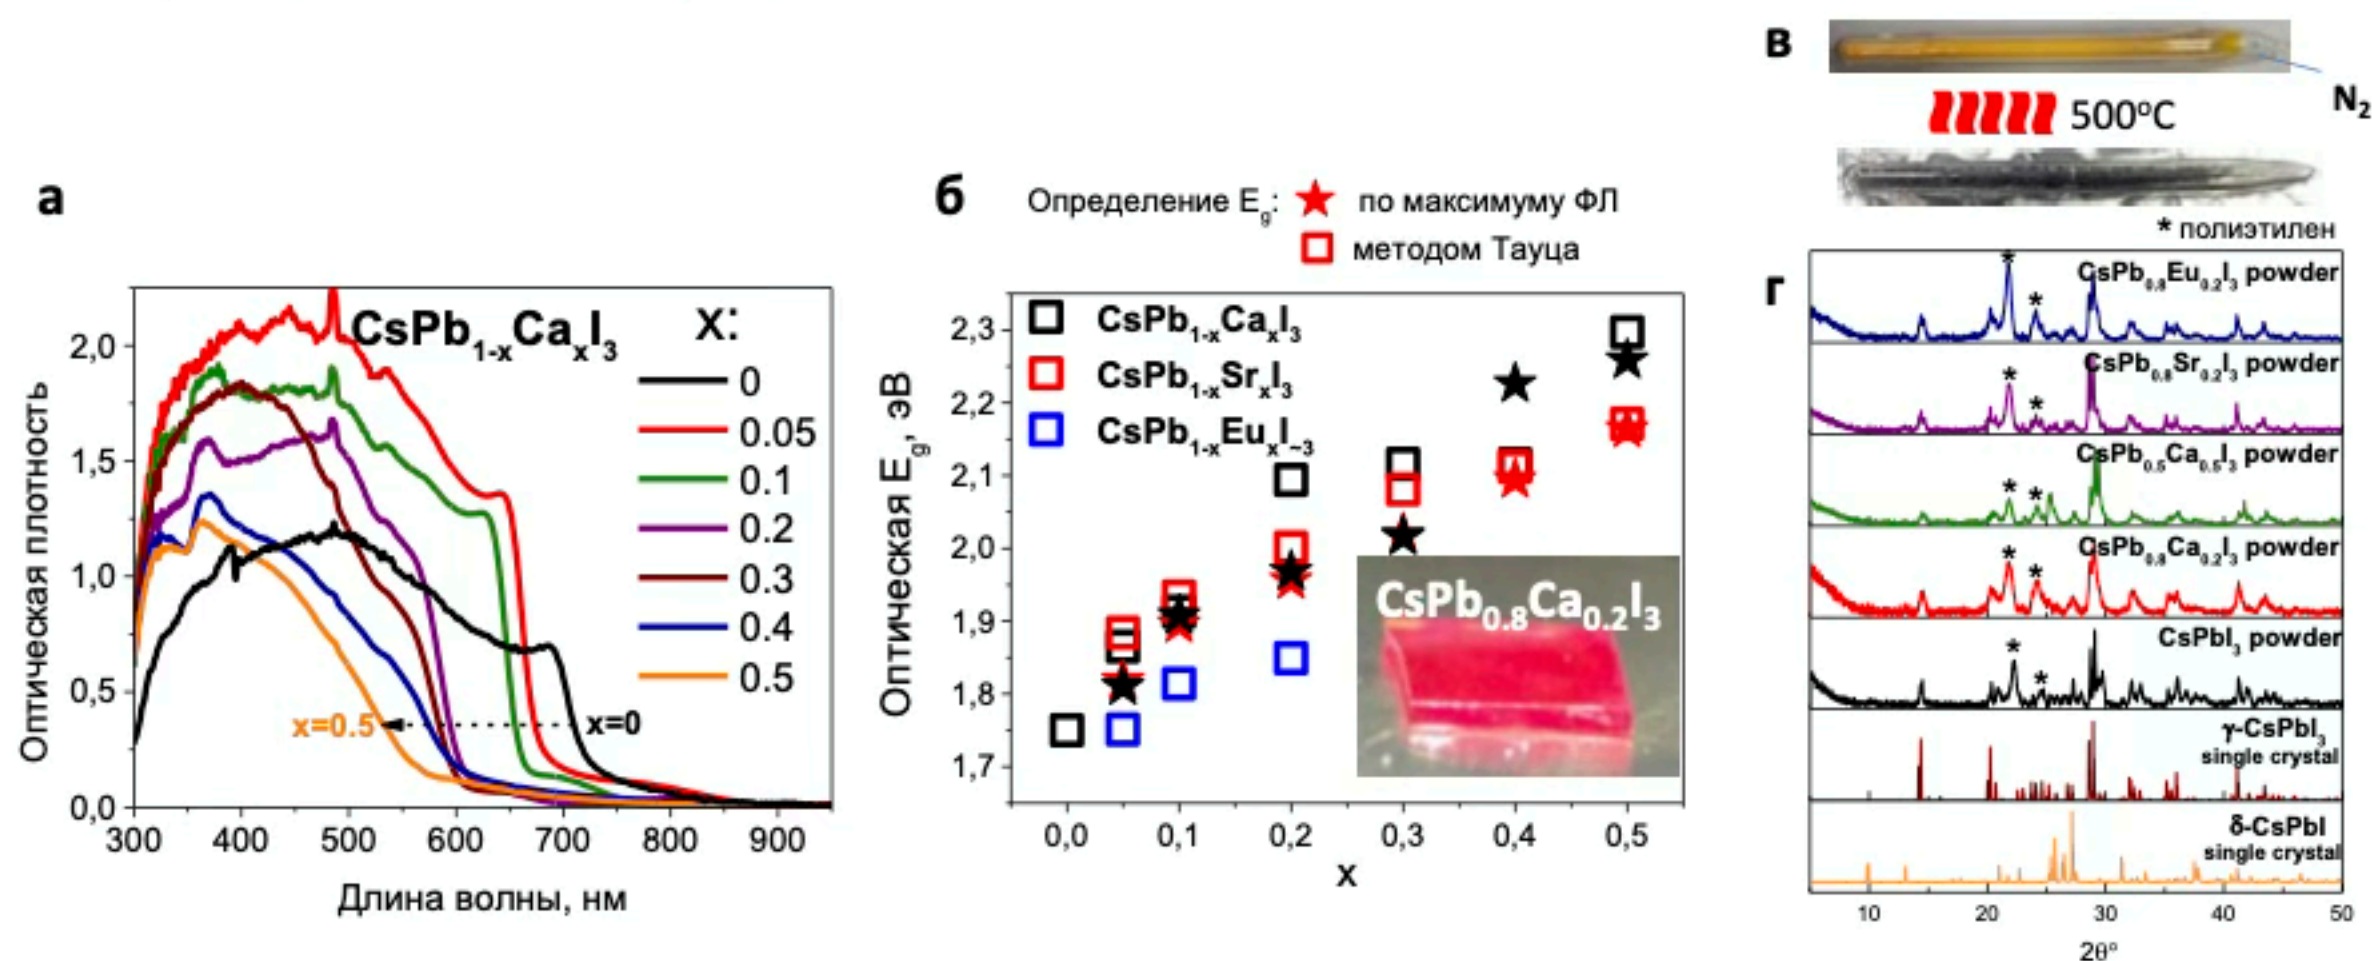 а
CsPb1-xCaxI3
x:
0
0.05
0.1
0.2
0.3
0.4
0.5
x=0.5
x=0
2,0
1,5
1,0
0,5
0,0
300 400 500 600 700 800 900
Оптическая плотность
Длина волны, нм
б
Определение Eg: ★ по максимуму ФЛ
методом Тауца
CsPb1-xCaxI3
CsPb1-xSrxI3
CsPb1-xEuxI~3
2,3
2,2
2,1
2,0
1,9
1,8
1,7
0,0 0,1 0,2 0,3 0,4 0,5
Оптическая Eg, эВ
x
CsPb0.8Ca0.2I3
в
N2
500°C
* полиэтилен
г
* CsPb0.8Eu0.2I3 powder
*
CsPb0.8Sr0.2I3 powder
* *
CsPb0.5Ca0.5I3 powder
* *
CsPb0.8Ca0.2I3 powder
* *
CsPbI3 powder
* *
γ-CsPbI3
single crystal
δ-CsPbI
single crystal
10 20 30 40 50
2θ°